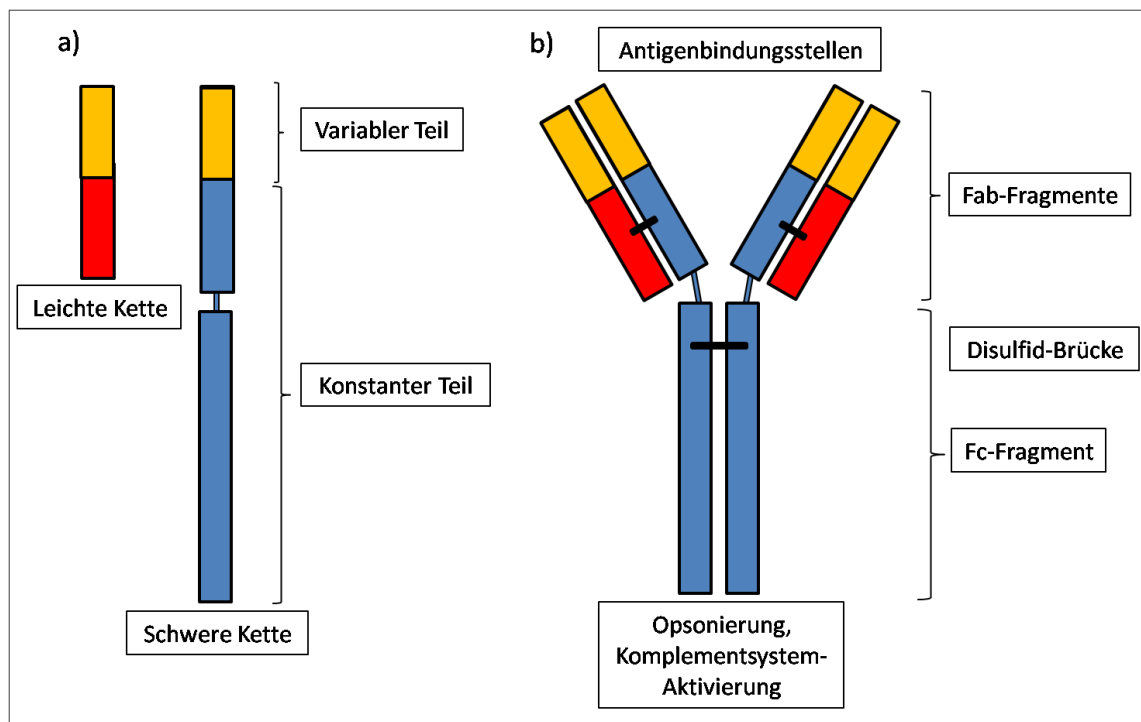 a)
Variabler Teil
Leichte Kette
Konstanter Teil
Schwere Kette
b)
Antigenbindungsstellen
Fab-Fragmente
Disulfid-Brücke
Fc-Fragment
Opsonierung,
Komplementsystem-
Aktivierung